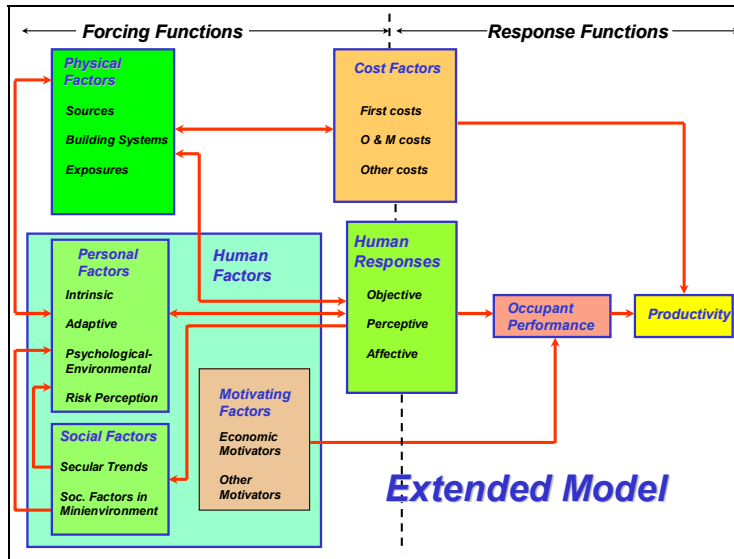 Forcing Functions
Response Functions
Physical
Factors
Sources
Building Systems
Exposures
Cost Factors
First costs
O & M costs
Other costs
Personal
Factors
Intrinsic
Adaptive
Psychological-
Environmental
Risk Perception
Human
Factors
Social Factors
Secular Trends
Soc. Factors in
Minienvironment
Motivating
Factors
Economic
Motivators
Other
Motivators
Human
Responses
Objective
Perceptive
Affective
Occupant
Performance
Productivity
Extended Model